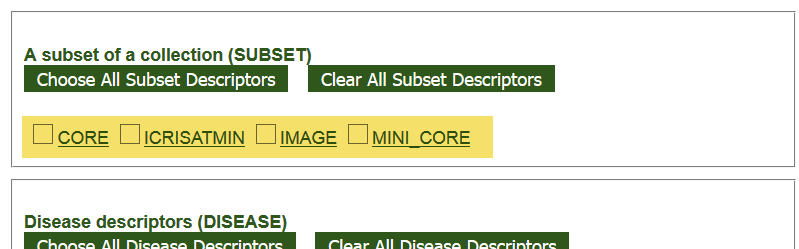 A subset of a collection (SUBSET)
Choose All Subset Descriptors Clear All Subset Descriptors
CORE ICRISATMIN IMAGE MINI_CORE
Disease descriptors (DISEASE)
Choose All Disease Descriptors Clear All Disease Descriptors